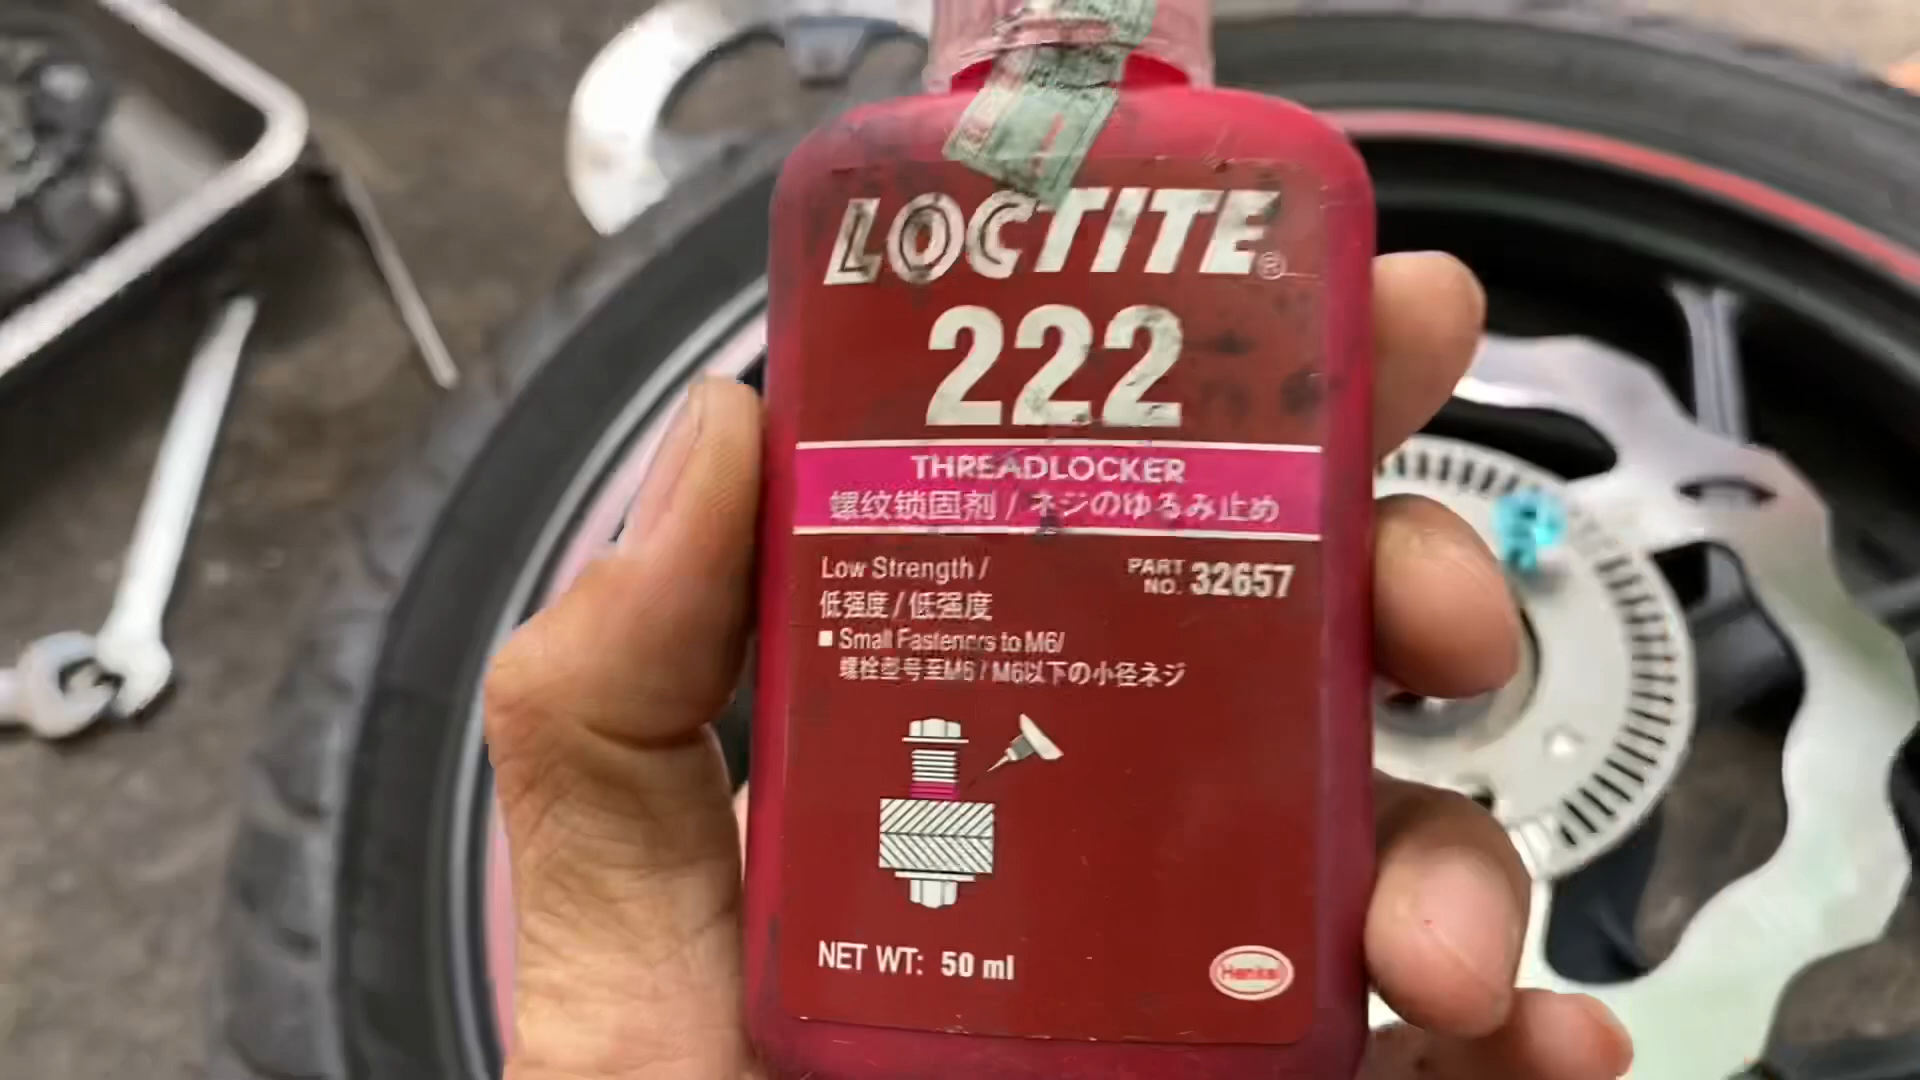 LOCTITE®
222
THREADLOCKER
螺纹锁固剂 / ネジのゆるみ止め
Low Strength /
低强度 / 低强度
PART NO. 32657
■ Small Fasteners to M6/
螺栓型号至M6 / M6以下の小径ネジ
NET WT: 50 ml
Henkel